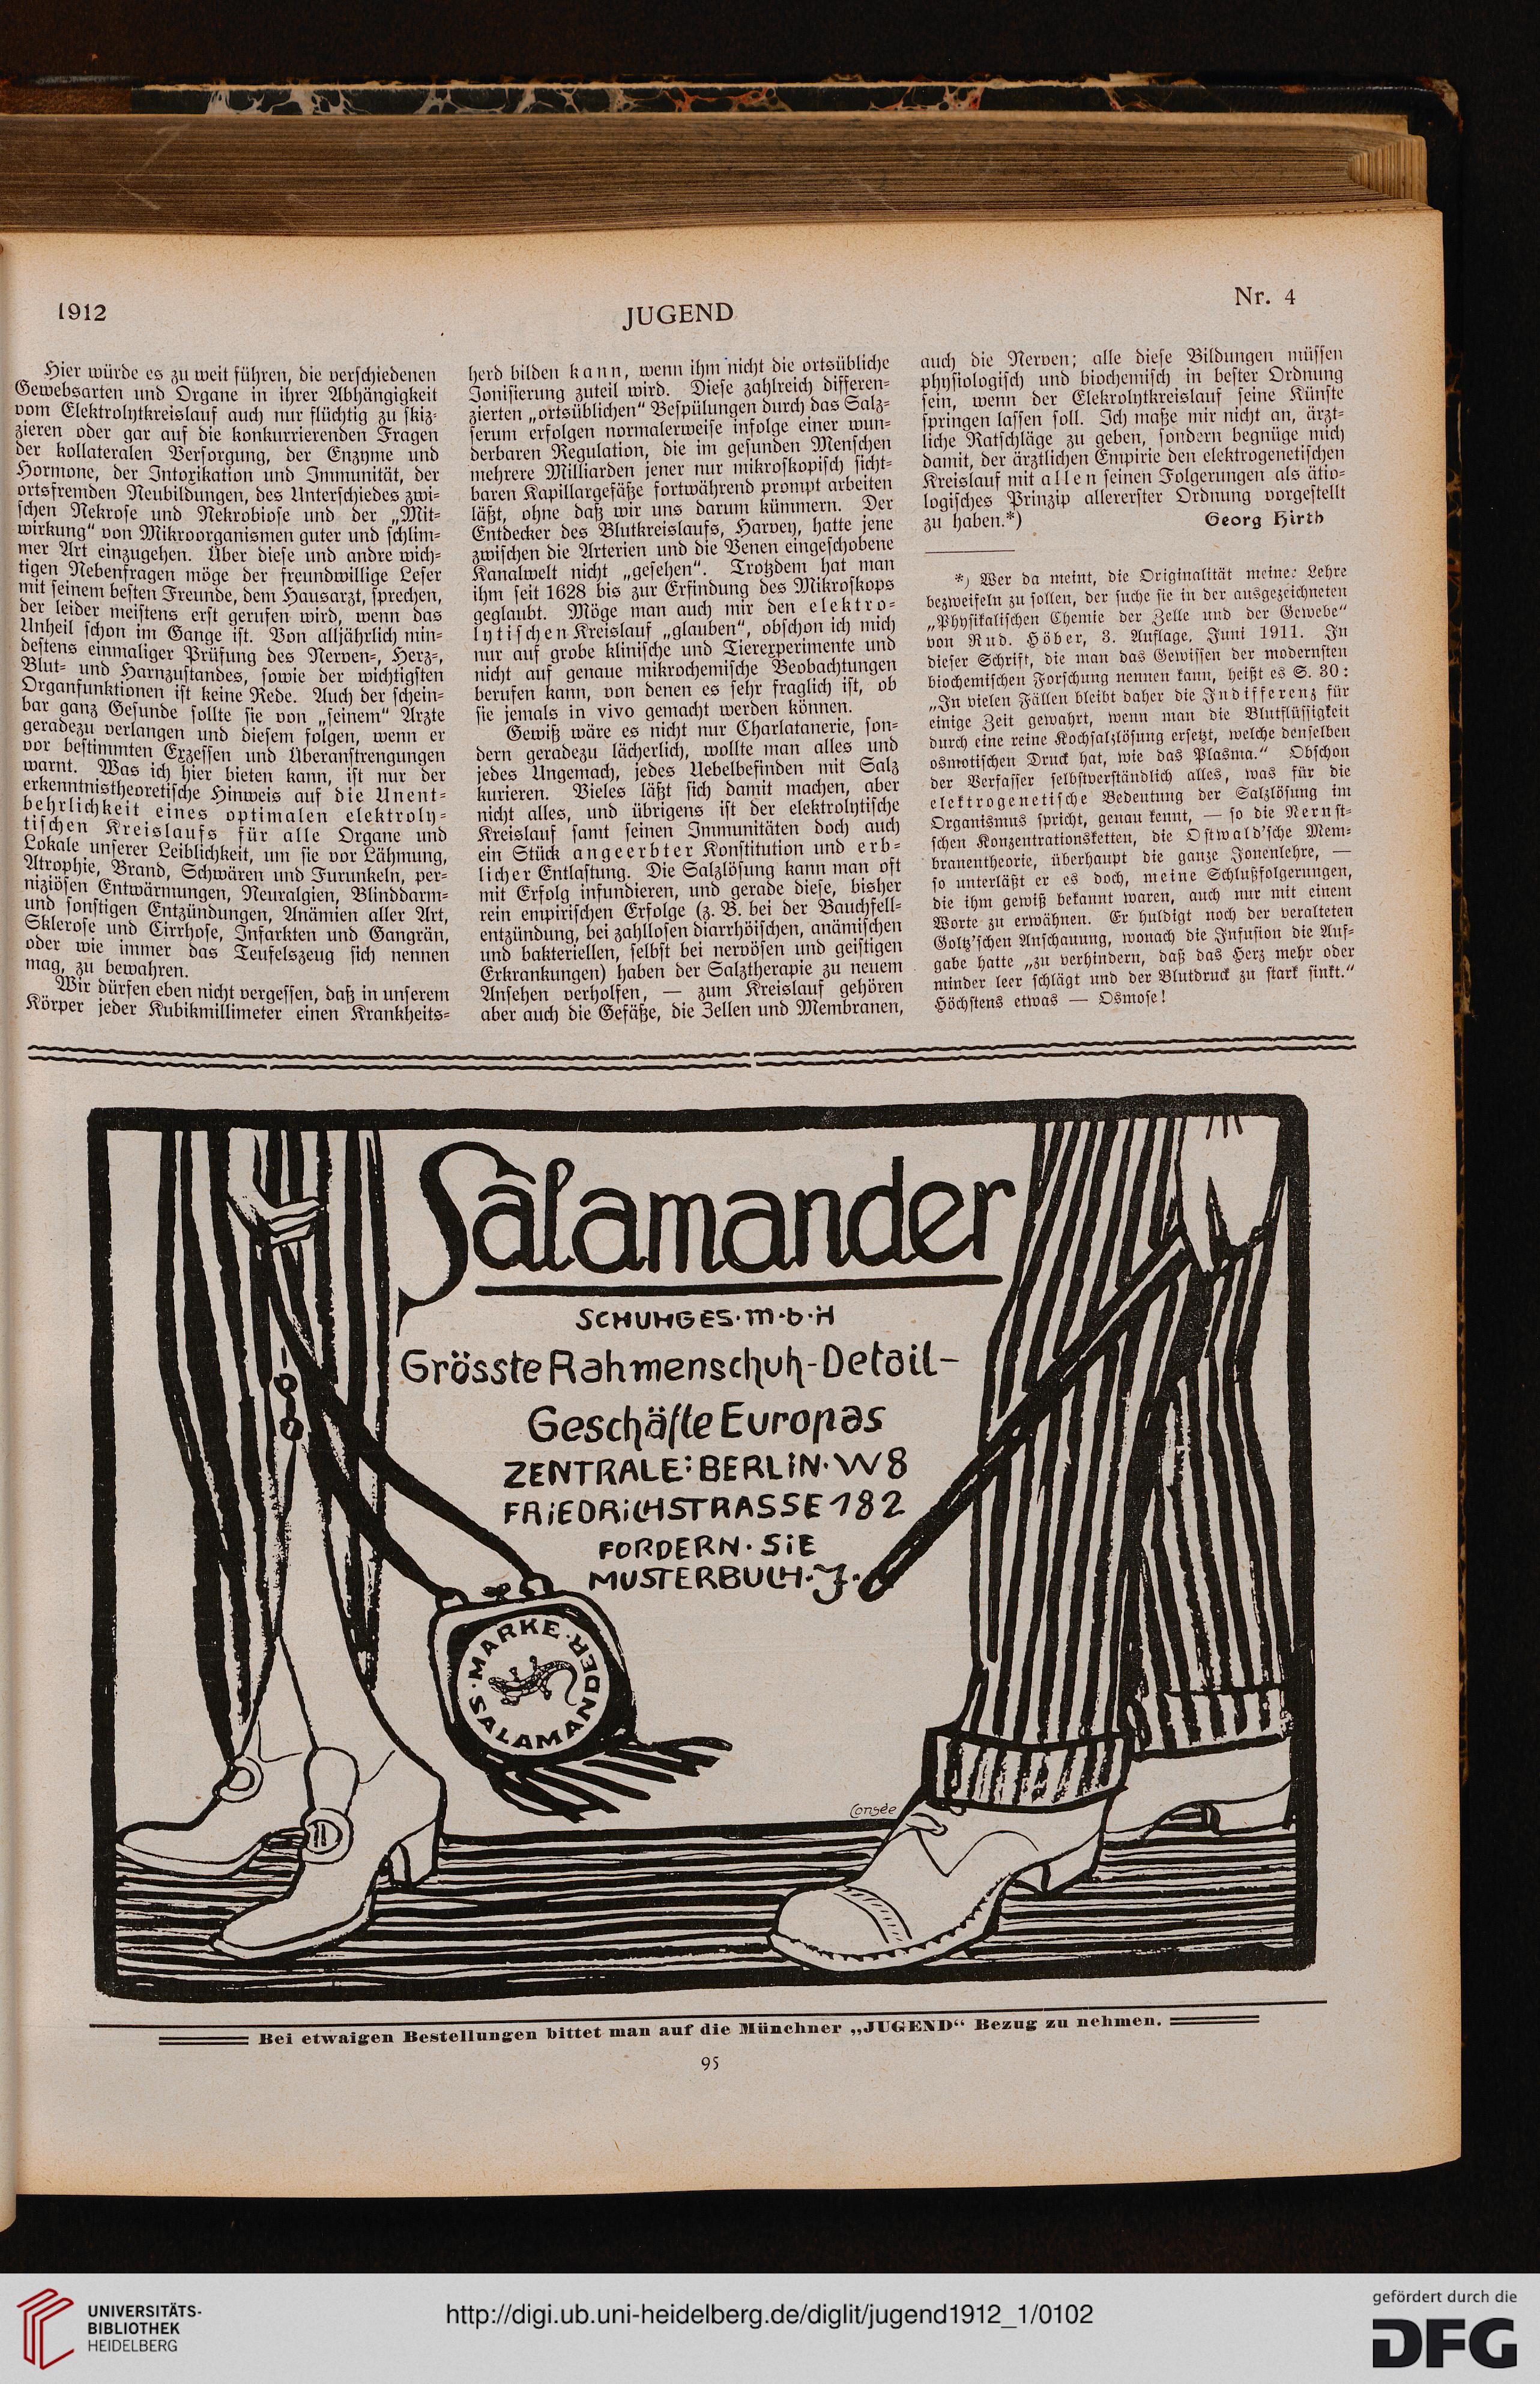 1912
JUGEND
Nr. 4
Hier würde es zu weit führen, die verschiedenen
Gewebsarten und Organe in ihrer Abhängigkeit
vom Elektrolytkreislauf auch nur flüchtig zu skiz-
zieren oder gar auf die konkurrierenden Fragen
der kollateralen Versorgung, der Enzyme und
Hormone, der Intoxikation und Immunität, der
ortsfremden Neubildungen, des Unterschiedes zwi-
schen Nekrose und Nekrobiose und der „Mit-
wirkung“ von Mikroorganismen guter und schlim-
mer Art einzugehen. Über diese und andre wich-
tigen Nebenfragen möge der freundwillige Leser
mit seinem besten Freunde, dem Hausarzt, sprechen,
der leider meistens erst gerufen wird, wenn das
Unheil schon im Gange ist. Von alljährlich min-
destens einmaliger Prüfung des Nerven-, Herz-,
Blut- und Harnzustandes, sowie der wichtigsten
Organfunktionen ist keine Rede. Auch der schein-
bar ganz Gesunde sollte sie von „seinem“ Arzte
geradezu verlangen und diesem folgen, wenn er
vor bestimmten Exzessen und Überanstrengungen
warnt. Was ich hier bieten kann, ist nur der
erkenntnistheoretische Hinweis auf die Unent-
behrlichkeit eines optimalen elektroly-
tischen Kreislaufs für alle Organe und
Lokale unserer Leiblichkeit, um sie vor Lähmung,
Atrophie, Brand, Schwären und Furunkeln, per-
niziösen Entwärmungen, Neuralgien, Blinddarm-
und sonstigen Entzündungen, Anämien aller Art,
Sklerose und Cirrhose, Infarkten und Gangrän,
oder wie immer das Teufelszeug sich nennen
mag, zu bewahren.
Wir dürfen eben nicht vergessen, daß in unserem
Körper jeder Kubikmillimeter einen Krankheits-
herd bilden kann, wenn ihm nicht die ortsübliche
Jonisierung zuteil wird. Diese zahlreich differen-
zierten „ortsüblichen“ Bespülungen durch das Salz-
serum erfolgen normalerweise infolge einer wun-
derbaren Regulation, die im gesunden Menschen
mehrere Milliarden jener nur mikroskopisch sicht-
baren Kapillargefäße fortwährend prompt arbeiten
läßt, ohne daß wir uns darum kümmern. Der
Entdecker des Blutkreislaufs, Harvey, hatte jene
zwischen die Arterien und die Venen eingeschobene
Kanalwelt nicht „gesehen“. Trotzdem hat man
ihm seit 1628 bis zur Erfindung des Mikroskops
geglaubt. Möge man auch mir den elektro-
lytischen Kreislauf „glauben“, obschon ich mich
nur auf grobe klinische und Tierexperimente und
nicht auf genaue mikrochemische Beobachtungen
berufen kann, von denen es sehr fraglich ist, ob
sie jemals in vivo gemacht werden können.
Gewiß wäre es nicht nur Charlatanerie, son-
dern geradezu lächerlich, wollte man alles und
jedes Ungemach, jedes Uebelbefinden mit Salz
kurieren. Vieles läßt sich damit machen, aber
nicht alles, und übrigens ist der elektrolytische
Kreislauf samt seinen Immunitäten doch auch
ein Stück angeerbter Konstitution und erb-
licher Entlastung. Die Salzlösung kann man oft
mit Erfolg infundieren, und gerade diese, bisher
rein empirischen Erfolge (z. B. bei der Bauchfell-
entzündung, bei zahllosen diarrhöischen, anämischen
und bakteriellen, selbst bei nervösen und geistigen
Erkrankungen) haben der Salztherapie zu neuem
Ansehen verholfen, — zum Kreislauf gehören
aber auch die Gefäße, die Zellen und Membranen,
auch die Nerven; alle diese Bildungen müssen
physiologisch und biochemisch in bester Ordnung
sein, wenn der Elekrolytkreislauf seine Künste
springen lassen soll. Ich maße mir nicht an, ärzt-
liche Ratschläge zu geben, sondern begnüge mich
damit, der ärztlichen Empirie den elektrogenetischen
Kreislauf mit allen seinen Folgerungen als ätio-
logisches Prinzip allererster Ordnung vorgestellt
zu haben.*)
Georg Hirth
*) Wer da meint, die Originalität meiner Lehre
bezweifeln zu sollen, der suche sie in der ausgezeichneten
„Physikalischen Chemie der Zelle und der Gewebe“
von Rud. Höber, 3. Auflage, Juni 1911. In
dieser Schrift, die man das Gewissen der modernsten
biochemischen Forschung nennen kann, heißt es S. 30:
„In vielen Fällen bleibt daher die Indifferenz für
einige Zeit gewahrt, wenn man die Blutflüssigkeit
durch eine reine Kochsalzlösung ersetzt, welche denselben
osmotischen Druck hat, wie das Plasma.“ Obschon
der Verfasser selbstverständlich alles, was für die
elektrogenetische Bedeutung der Salzlösung im
Organismus spricht, genau kennt, — so die Nernst-
schen Konzentrationsketten, die Ostwald'sche Mem-
branentheorie, überhaupt die ganze Jonenlehre, —
so unterläßt er es doch, meine Schlußfolgerungen,
die ihm gewiß bekannt waren, auch nur mit einem
Worte zu erwähnen. Er huldigt noch der veralteten
Goltz'schen Anschauung, wonach die Infusion die Auf-
gabe hatte „zu verhindern, daß das Herz mehr oder
minder leer schlägt und der Blutdruck zu stark sinkt.“
Höchstens etwas — Osmose!
Salamander
SCHUHGES·m·b·H
Grösste Rahmenschuh-Detail-
Geschäfte Europas
ZENTRALE: BERLIN·W8
FRIEDRICHSTRASSE 182
FORDERN·SIE
MUSTERBUCH·J·
MARKE·SALAMANDER·
Consée
Bei etwaigen Bestellungen bittet man auf die Münchner „JUGEND“ Bezug zu nehmen.
95
UNIVERSITÄTS-
BIBLIOTHEK
HEIDELBERG
http://digi.ub.uni-heidelberg.de/diglit/jugend1912_1/0102
gefördert durch die
DFG